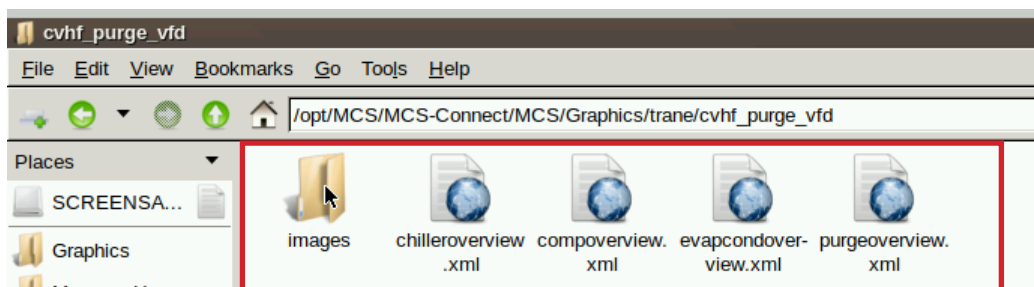 cvhf_purge_vfd
File Edit View Bookmarks Go Tools Help
/opt/MCS/MCS-Connect/MCS/Graphics/trane/cvhf_purge_vfd
Places
SCREENSA...
Graphics
images
chilleroverview
.xml
compoverview.
xml
evapcondover-
view.xml
purgeoverview.
xml